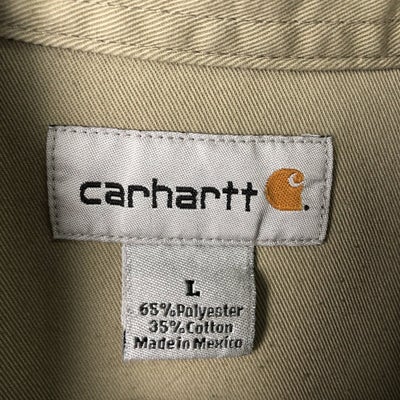 carhartt
L
65% Polyester
35% Cotton
Made in Mexico